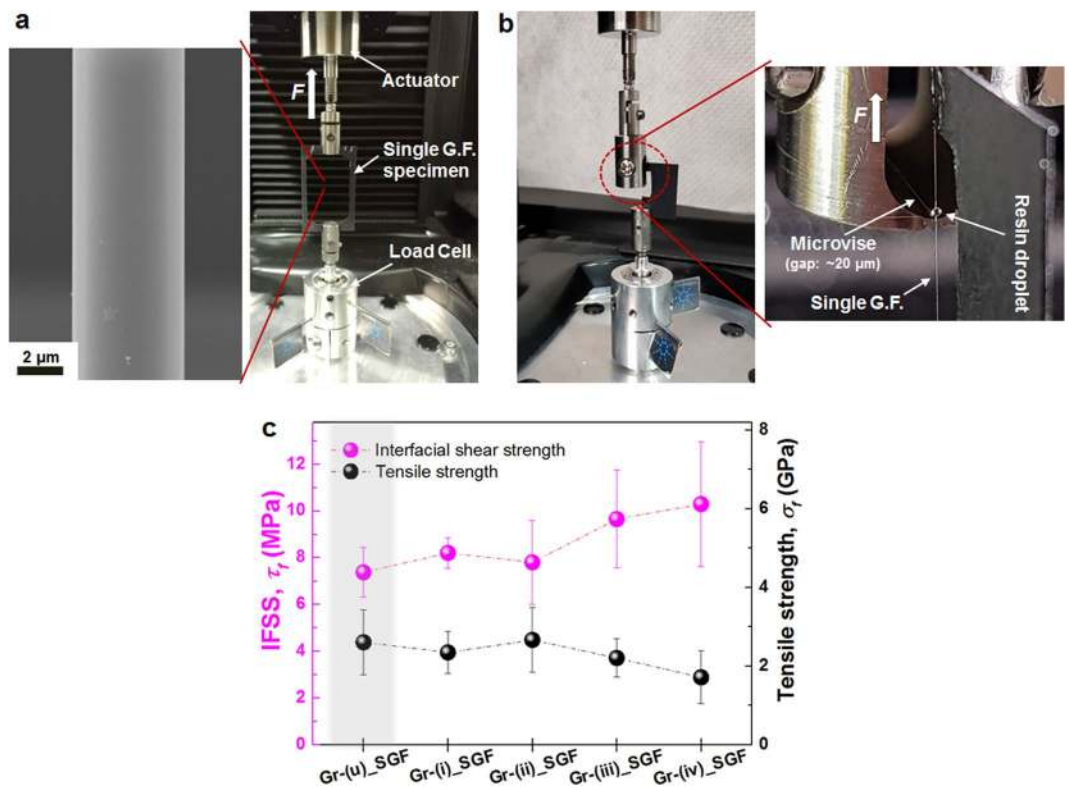 a
2 μm
F
Actuator
Single G.F.
specimen
Load Cell
b
F
Microvise
(gap: ~20 μm)
Single G.F.
Resin droplet
c
Interfacial shear strength
Tensile strength
IFSS, τf (MPa)
12
10
8
6
4
2
0
Tensile strength, σf (GPa)
8
6
4
2
0
Gr-(u)_SGF
Gr-(i)_SGF
Gr-(ii)_SGF
Gr-(iii)_SGF
Gr-(iv)_SGF